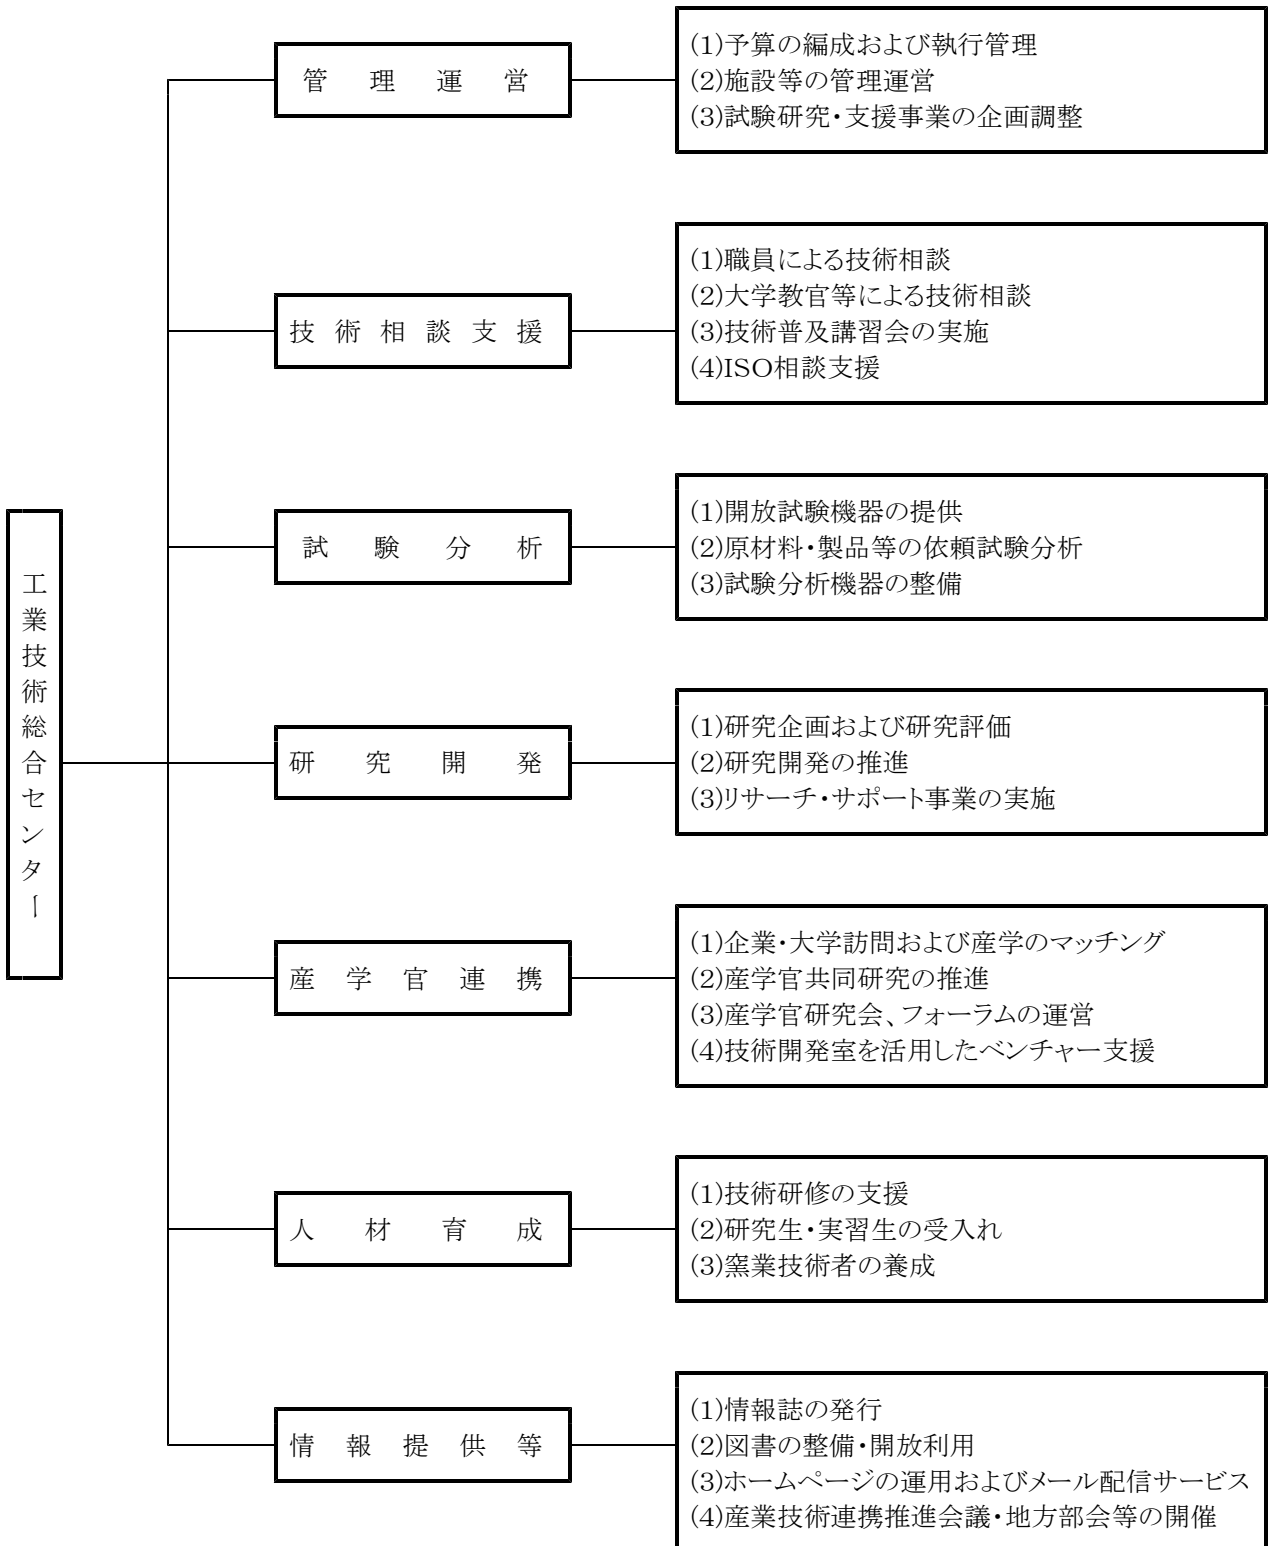 工業技術総合センター
管理運営
(1)予算の編成および執行管理
(2)施設等の管理運営
(3)試験研究・支援事業の企画調整
技術相談支援
(1)職員による技術相談
(2)大学教官等による技術相談
(3)技術普及講習会の実施
(4)ISO相談支援
試験分析
(1)開放試験機器の提供
(2)原材料・製品等の依頼試験分析
(3)試験分析機器の整備
研究開発
(1)研究企画および研究評価
(2)研究開発の推進
(3)リサーチ・サポート事業の実施
産学官連携
(1)企業・大学訪問および産学のマッチング
(2)産学官共同研究の推進
(3)産学官研究会、フォーラムの運営
(4)技術開発室を活用したベンチャー支援
人材育成
(1)技術研修の支援
(2)研究生・実習生の受入れ
(3)窯業技術者の養成
情報提供等
(1)情報誌の発行
(2)図書の整備・開放利用
(3)ホームページの運用およびメール配信サービス
(4)産業技術連携推進会議・地方部会等の開催